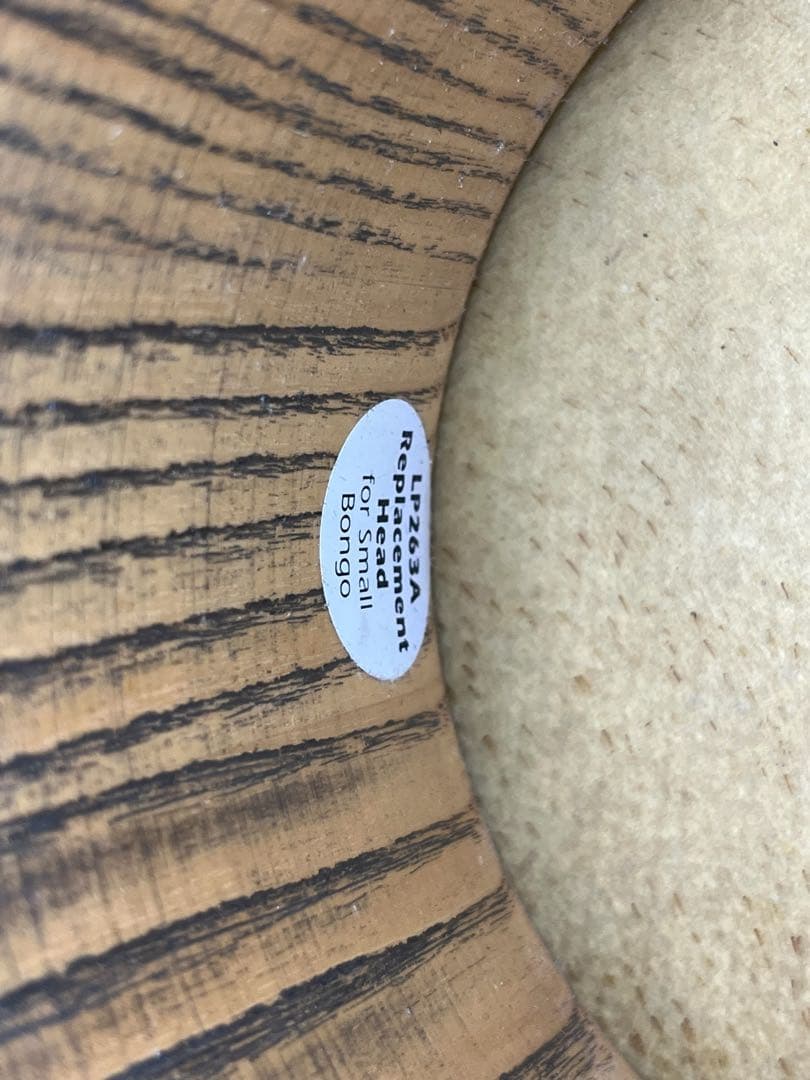 LP263A
Replacement
Head
for Small
Bongo